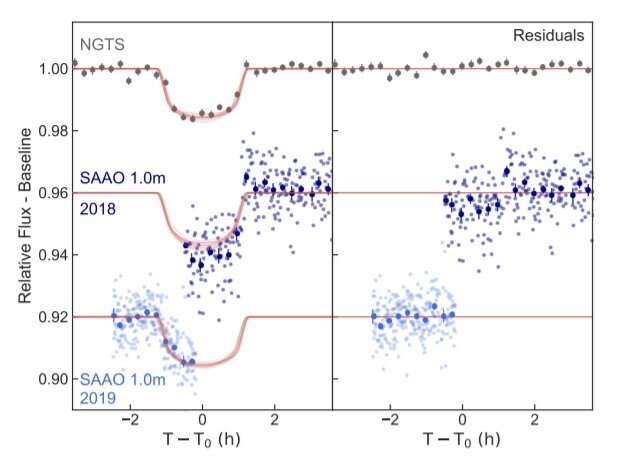 NGTS
Residuals
1.00
0.98
0.96
0.94
0.92
0.90
Relative Flux - Baseline
SAAO 1.0m
2018
SAAO 1.0m
2019
−2
0
2
−2
0
2
T − T₀ (h)
T − T₀ (h)